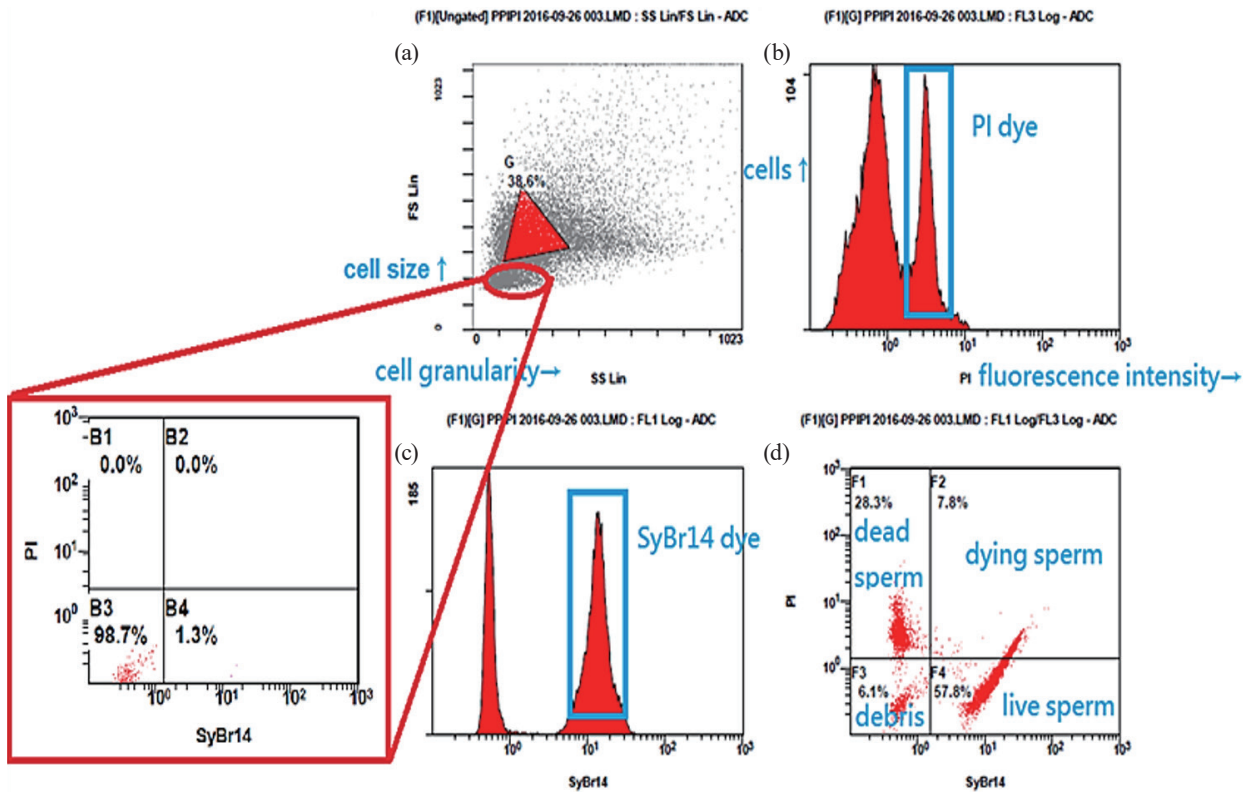 (F1)[Ungated] PPIPI 2016-09-26 003.LMD : SS Lin/FS Lin - ADC
(a)
1023
G
38.6%
FS Lin
cell size ↑
0
0
1023
cell granularity→
SS Lin
(F1)[G] PPIPI 2016-09-26 003.LMD : FL3 Log - ADC
(b)
104
PI dye
cells ↑
10⁰ 10¹ 10² 10³
PI
fluorescence intensity→
10³
B1 B2
0.0% 0.0%
10²
PI
10¹
10⁰
B3 B4
98.7% 1.3%
10⁰ 10¹ 10² 10³
SyBr14
(F1)[G] PPIPI 2016-09-26 003.LMD : FL1 Log - ADC
(c)
185
SyBr14 dye
10⁰ 10¹ 10² 10³
SyBr14
(F1)[G] PPIPI 2016-09-26 003.LMD : FL1 Log/FL3 Log - ADC
(d)
10³
F1 F2
28.3% 7.8%
10²
dead
sperm
dying sperm
PI
10¹
10⁰
F3 F4
6.1% 57.8%
debris live sperm
10⁰ 10¹ 10² 10³
SyBr14